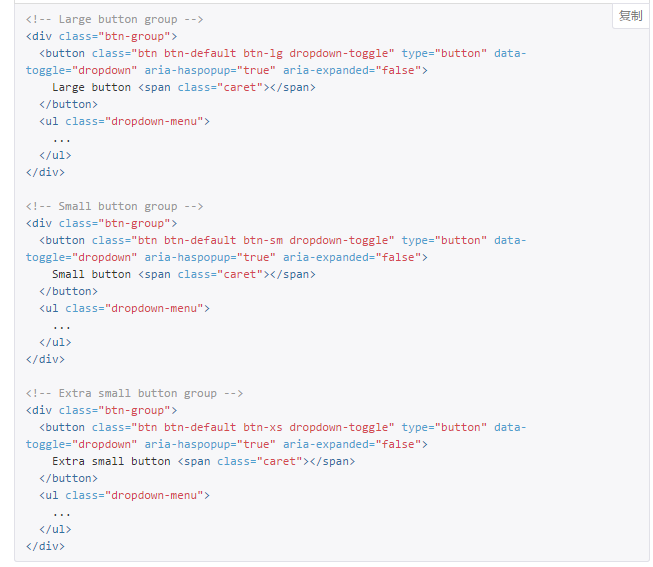 复制
<!-- Large button group -->
<div class="btn-group">
  <button class="btn btn-default btn-lg dropdown-toggle" type="button" data-
toggle="dropdown" aria-haspopup="true" aria-expanded="false">
    Large button <span class="caret"></span>
  </button>
  <ul class="dropdown-menu">
    ...
  </ul>
</div>

<!-- Small button group -->
<div class="btn-group">
  <button class="btn btn-default btn-sm dropdown-toggle" type="button" data-
toggle="dropdown" aria-haspopup="true" aria-expanded="false">
    Small button <span class="caret"></span>
  </button>
  <ul class="dropdown-menu">
    ...
  </ul>
</div>

<!-- Extra small button group -->
<div class="btn-group">
  <button class="btn btn-default btn-xs dropdown-toggle" type="button" data-
toggle="dropdown" aria-haspopup="true" aria-expanded="false">
    Extra small button <span class="caret"></span>
  </button>
  <ul class="dropdown-menu">
    ...
  </ul>
</div>